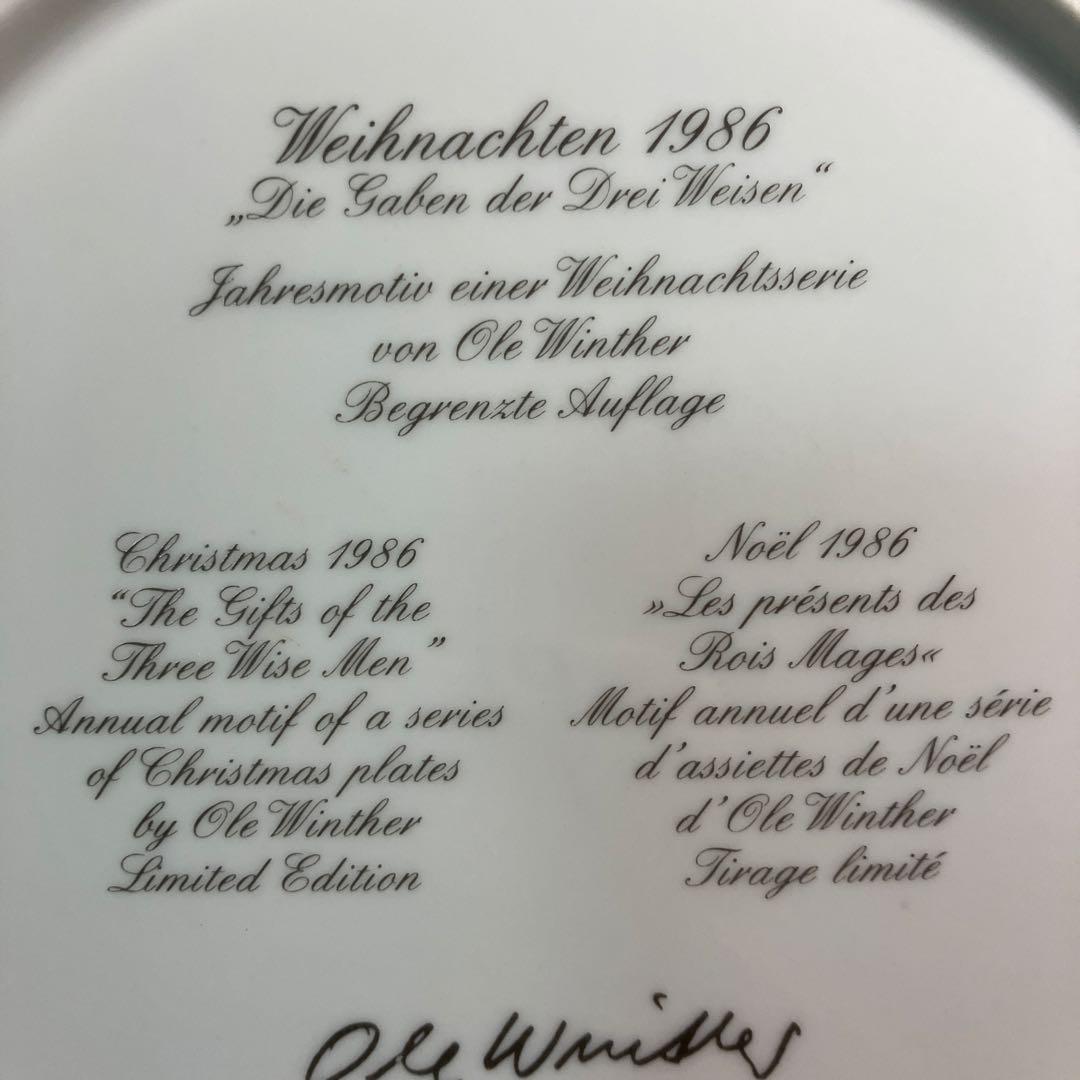 Weihnachten 1986
„Die Gaben der Drei Weisen“
Jahresmotiv einer Weihnachtsserie
von Ole Winther
Begrenzte Auflage
Christmas 1986
“The Gifts of the
Three Wise Men”
Annual motif of a series
of Christmas plates
by Ole Winther
Limited Edition
Noël 1986
»Les présents des
Rois Mages«
Motif annuel d'une série
d'assiettes de Noël
d'Ole Winther
Tirage limité
Ole Winther